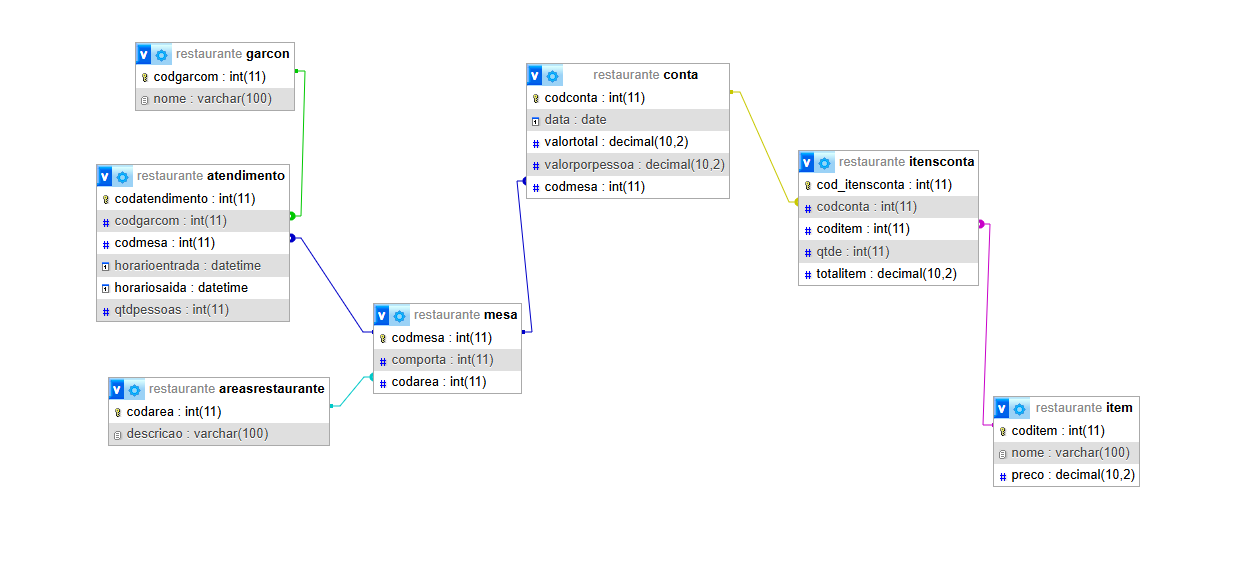 restaurante garcon
codgarcom : int(11)
nome : varchar(100)
restaurante atendimento
codatendimento : int(11)
codgarcom : int(11)
codmesa : int(11)
horarioentrada : datetime
horariosaida : datetime
qtdpessoas : int(11)
restaurante areasrestaurante
codarea : int(11)
descricao : varchar(100)
restaurante mesa
codmesa : int(11)
comporta : int(11)
codarea : int(11)
restaurante conta
codconta : int(11)
data : date
valortotal : decimal(10,2)
valorporpessoa : decimal(10,2)
codmesa : int(11)
restaurante itensconta
cod_itensconta : int(11)
codconta : int(11)
coditem : int(11)
qtde : int(11)
totalitem : decimal(10,2)
restaurante item
coditem : int(11)
nome : varchar(100)
preco : decimal(10,2)